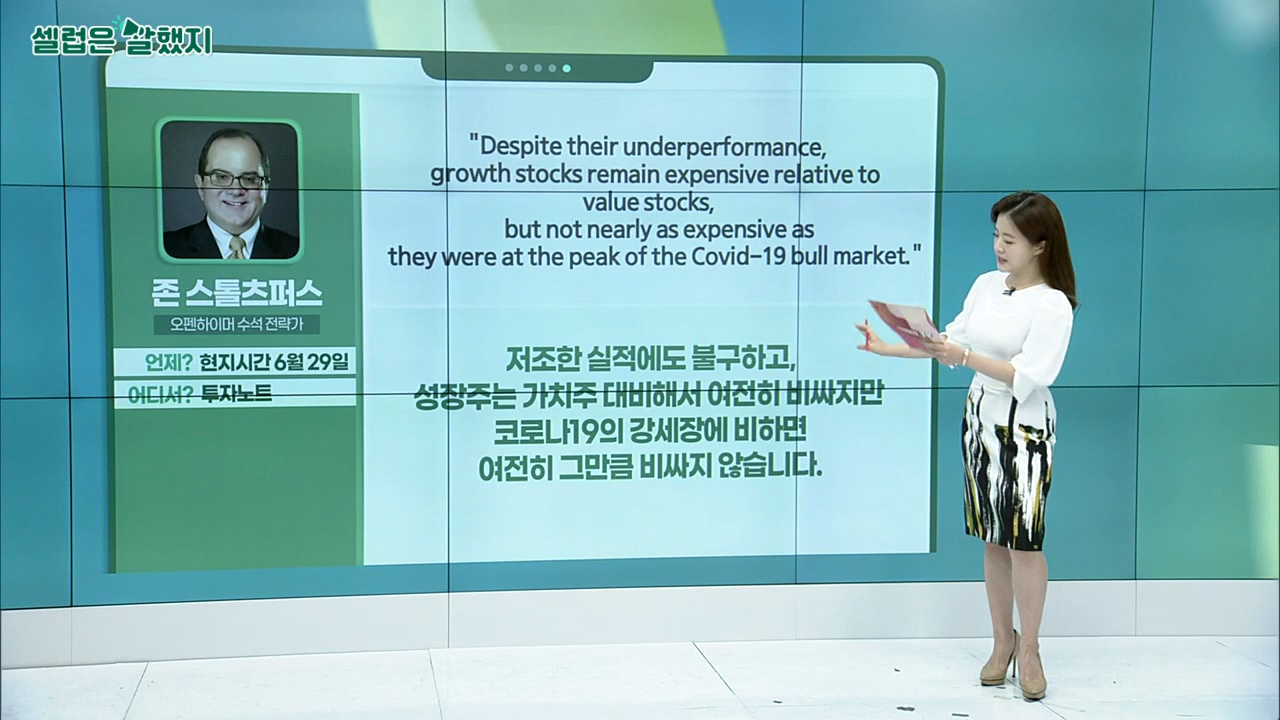 셀럽은 말했지
"Despite their underperformance,
growth stocks remain expensive relative to
value stocks,
but not nearly as expensive as
they were at the peak of the Covid-19 bull market."
존 스톨츠퍼스
오펜하이머 수석 전략가
언제? 현지시간 6월 29일
어디서? 투자노트
저조한 실적에도 불구하고,
성장주는 가치주 대비해서 여전히 비싸지만
코로나19의 강세장에 비하면
여전히 그만큼 비싸지 않습니다.